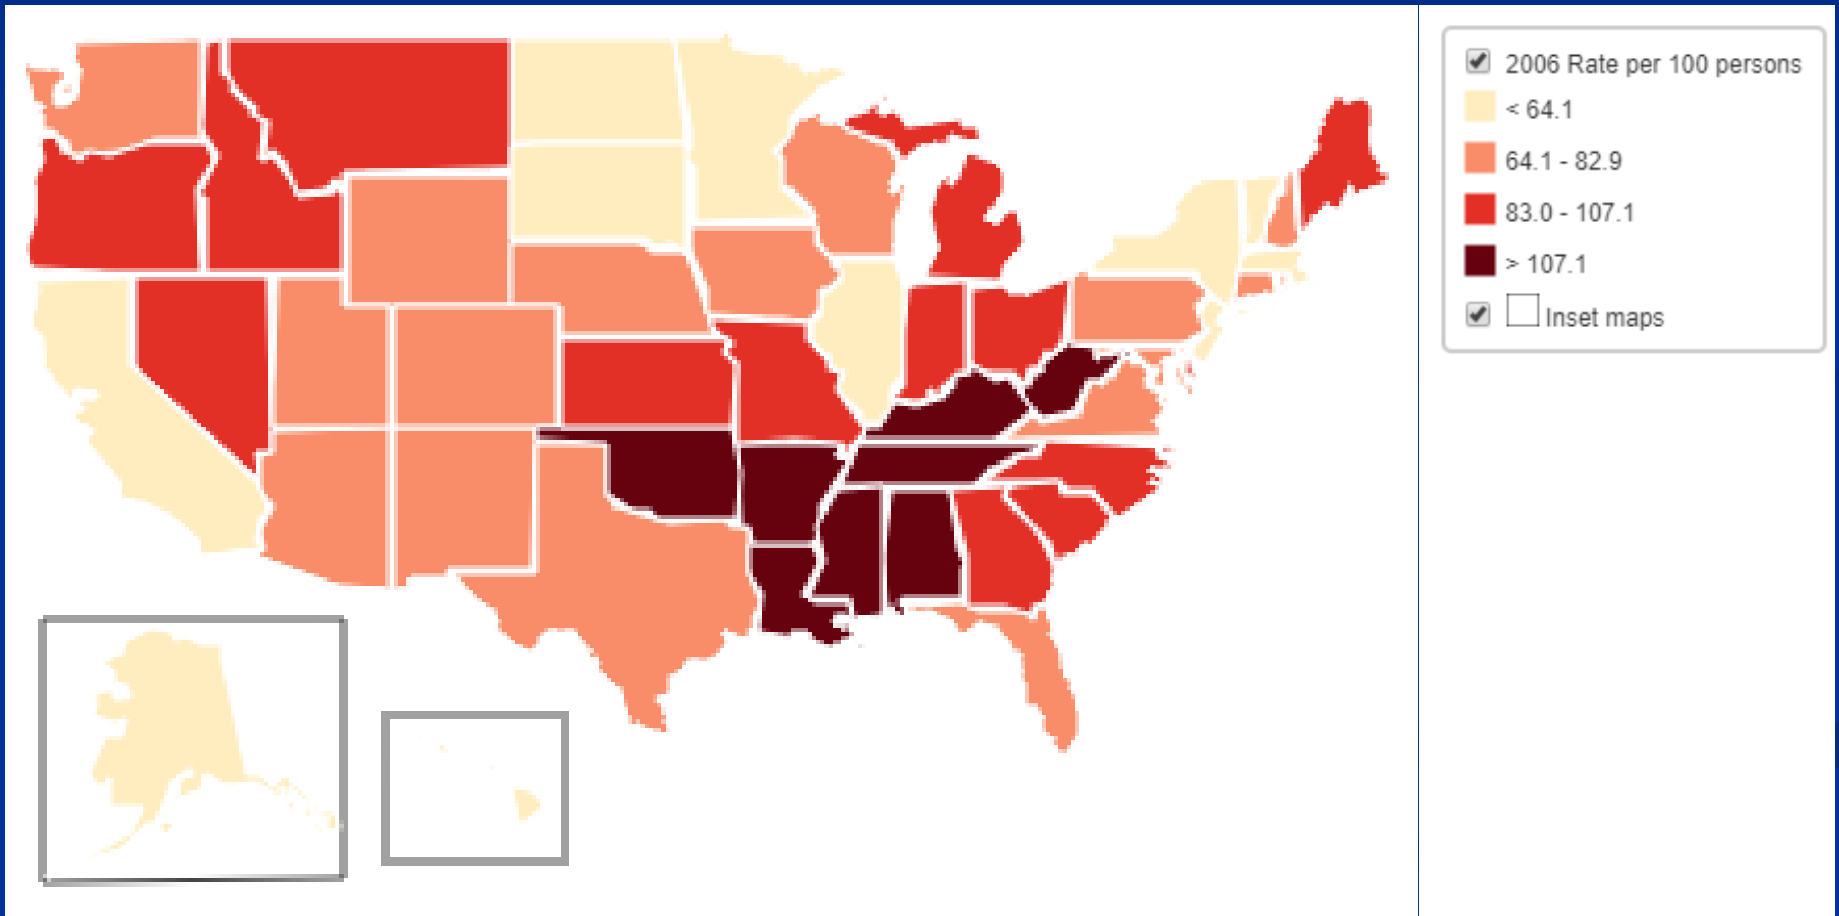 2006 Rate per 100 persons
< 64.1
64.1 - 82.9
83.0 - 107.1
> 107.1
Inset maps